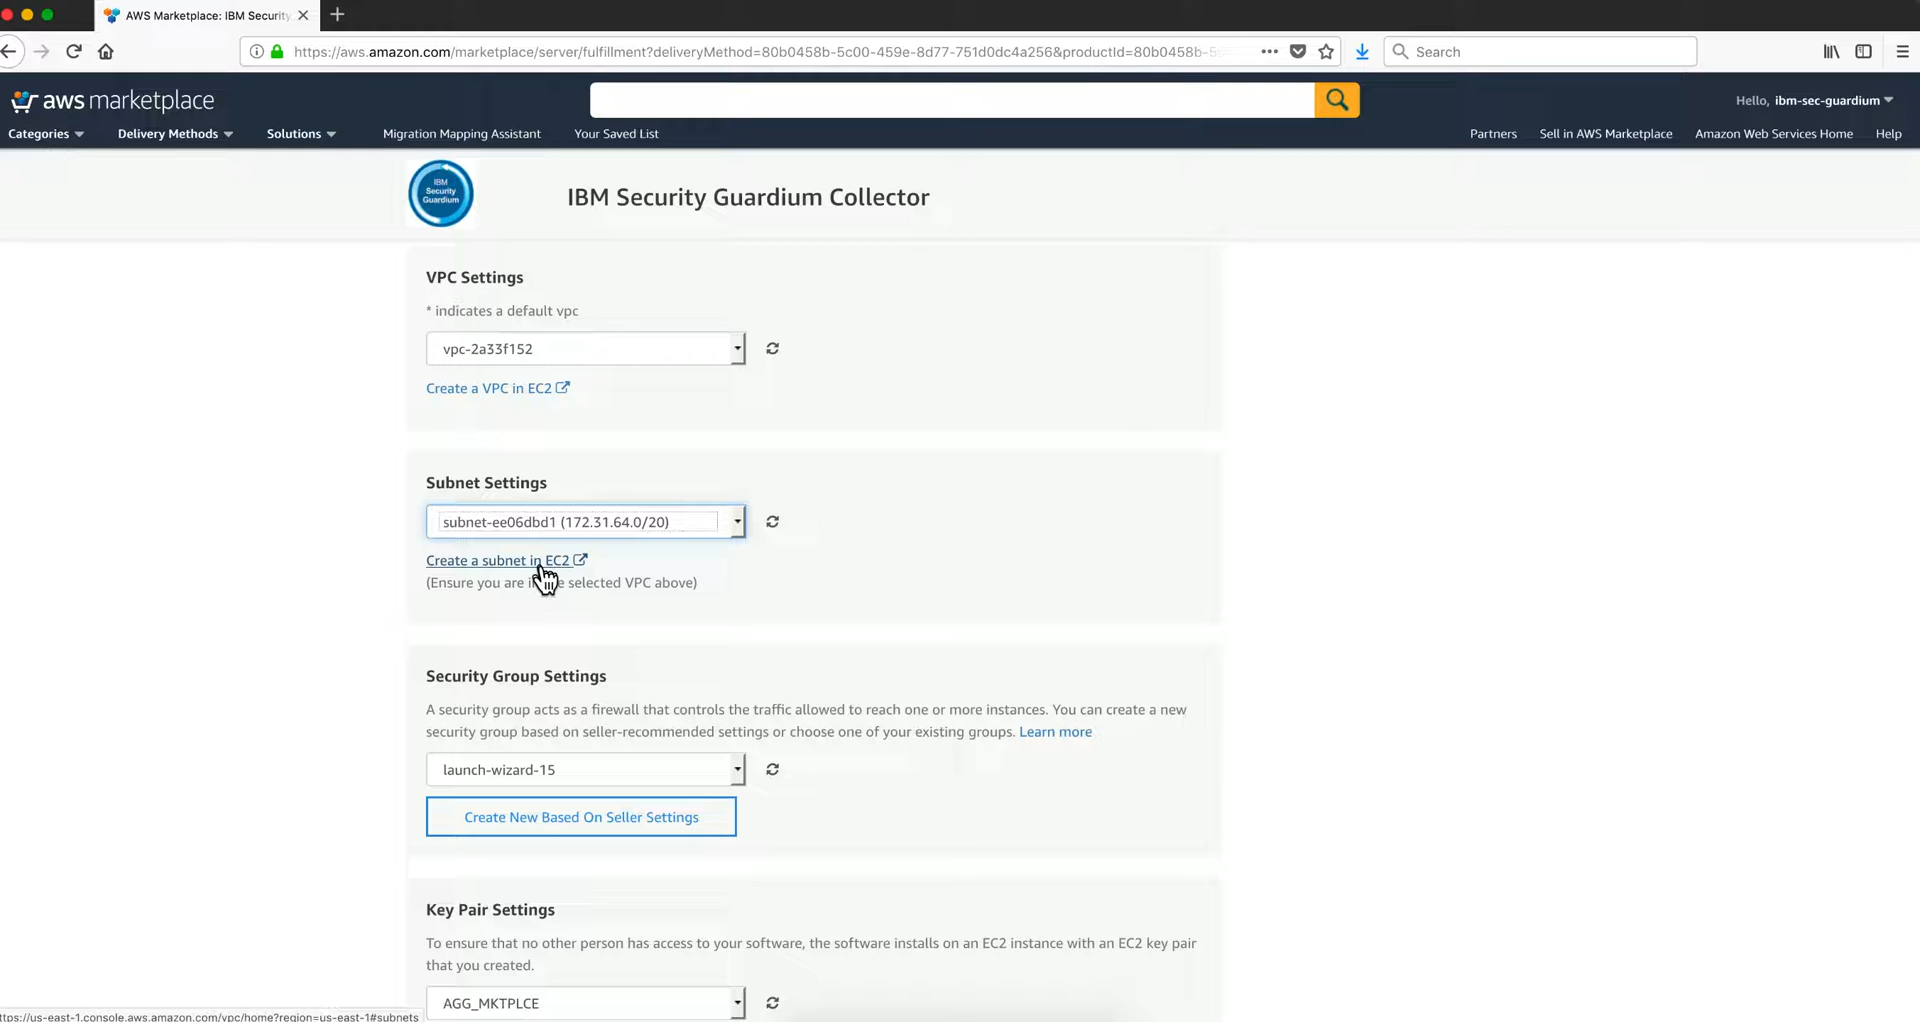 AWS Marketplace: IBM Security
https://aws.amazon.com/marketplace/server/fulfillment?deliveryMethod=80b0458b-5c00-459e-8d77-751d0dc4a256&productId=80b0458b-5
Search
aws marketplace
Hello, ibm-sec-guardium
Categories
Delivery Methods
Solutions
Migration Mapping Assistant
Your Saved List
Partners
Sell in AWS Marketplace
Amazon Web Services Home
Help
IBM
Security
Guardium
IBM Security Guardium Collector
VPC Settings
* indicates a default vpc
vpc-2a33f152
Create a VPC in EC2
Subnet Settings
subnet-ee06dbd1 (172.31.64.0/20)
Create a subnet in EC2
(Ensure you are selected VPC above)
Security Group Settings
A security group acts as a firewall that controls the traffic allowed to reach one or more instances. You can create a new
security group based on seller-recommended settings or choose one of your existing groups. Learn more
launch-wizard-15
Create New Based On Seller Settings
Key Pair Settings
To ensure that no other person has access to your software, the software installs on an EC2 instance with an EC2 key pair
that you created.
AGG_MKTPLCE
ttps://us-east-1.console.aws.amazon.com/vpc/home?region=us-east-1#subnets